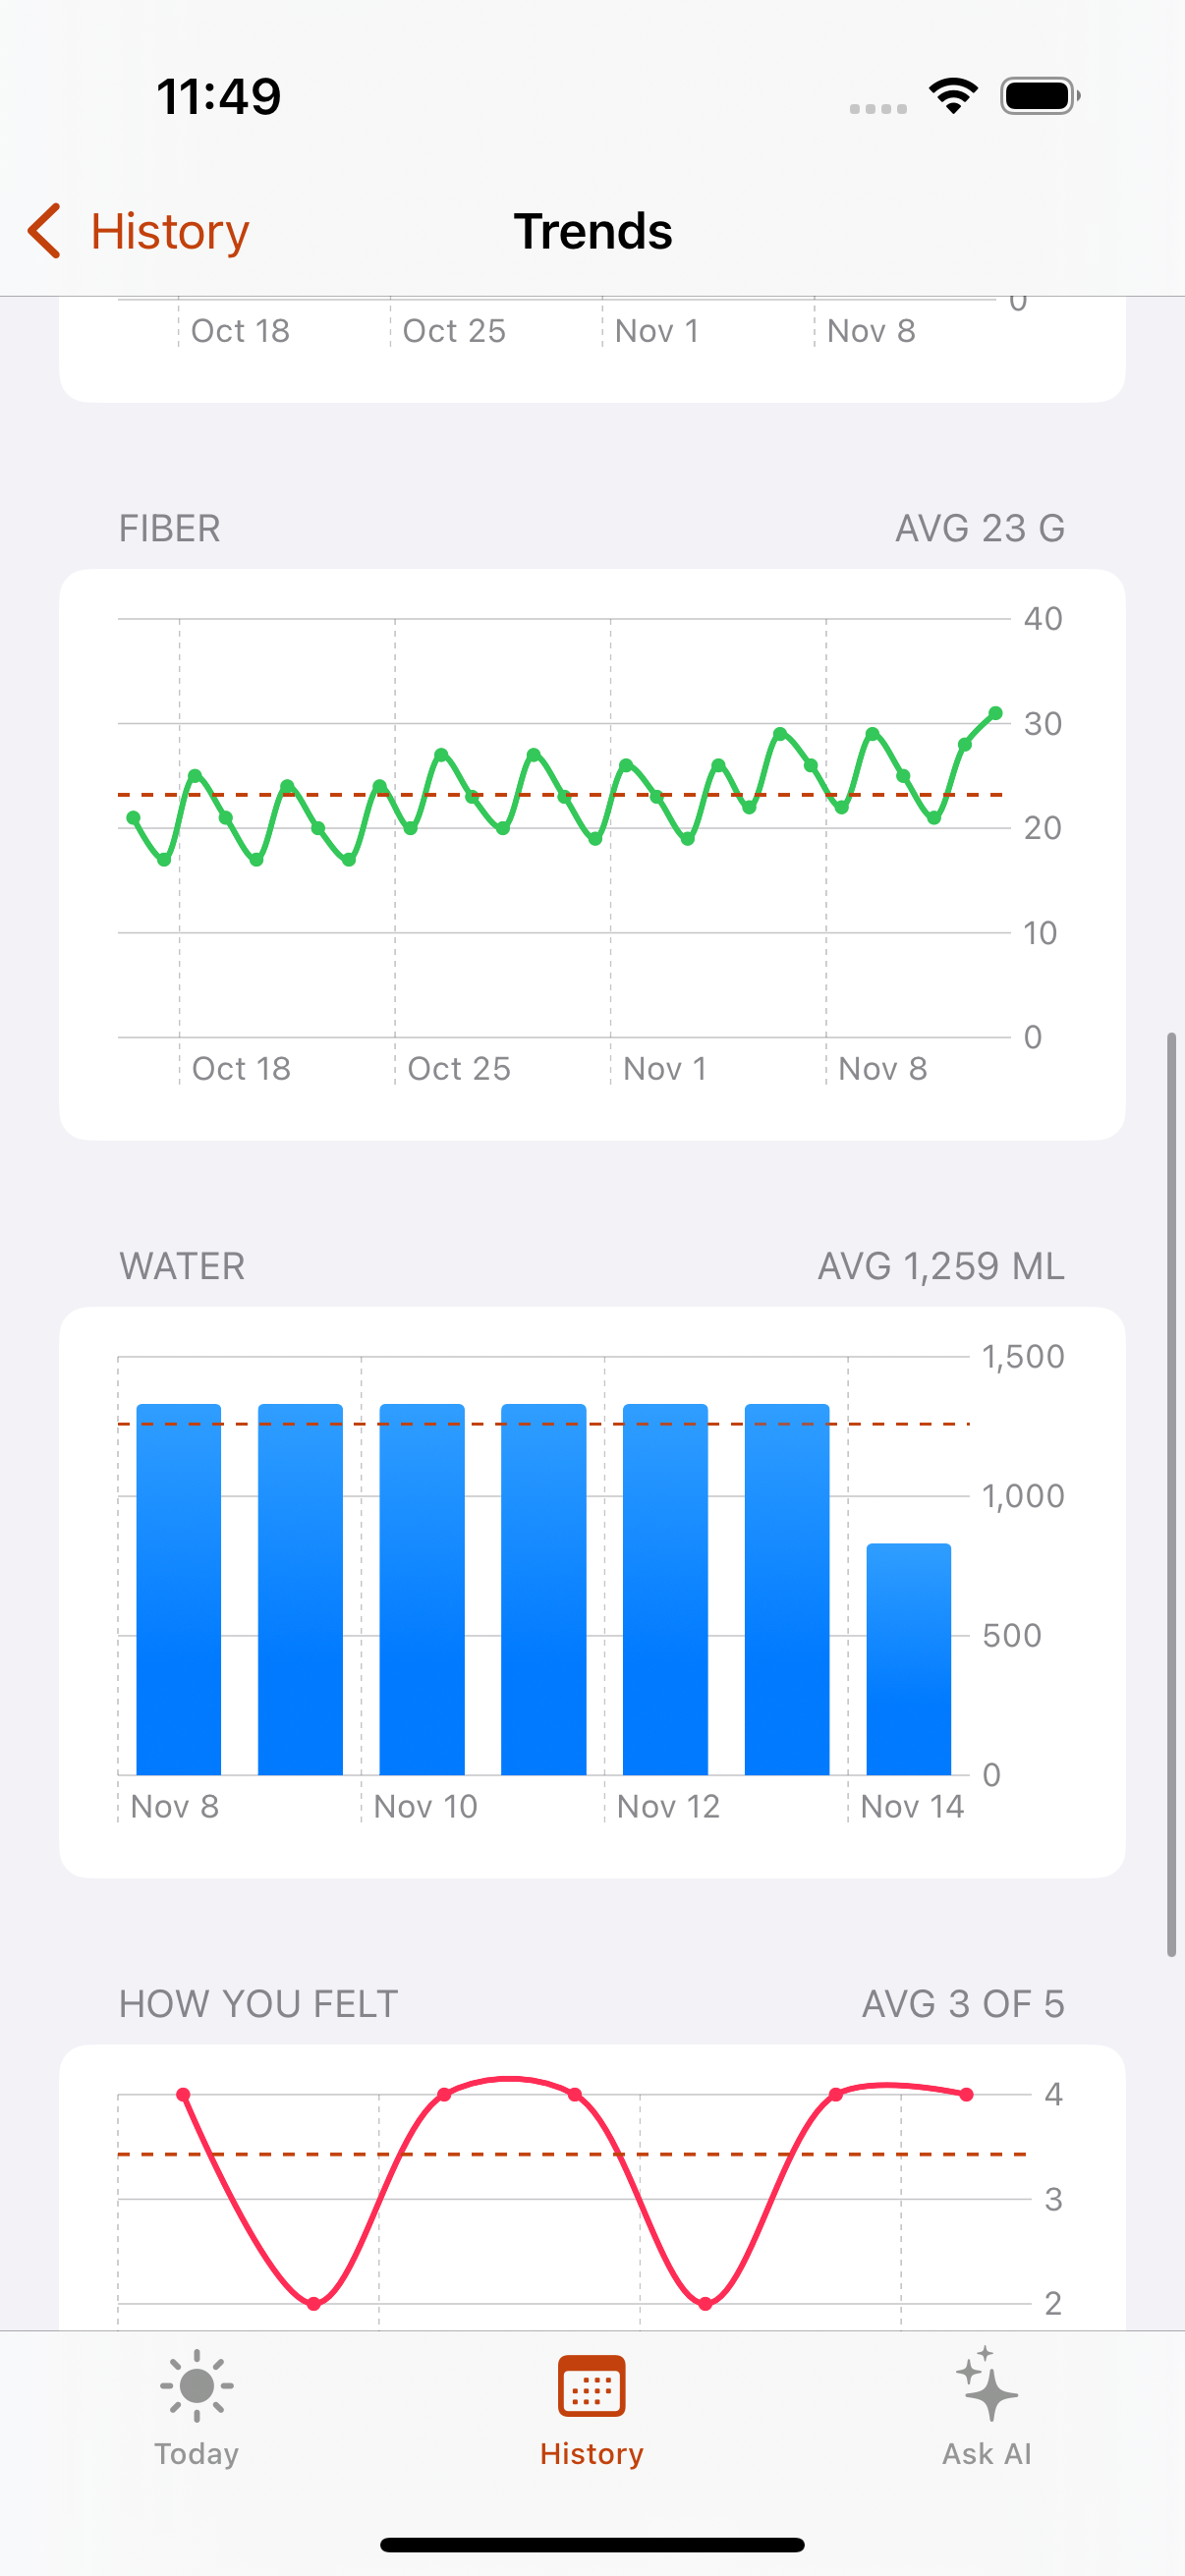 11:49
History
Trends
0
Oct 18 Oct 25 Nov 1 Nov 8
FIBER AVG 23 G
40
30
20
10
0
Oct 18 Oct 25 Nov 1 Nov 8
WATER AVG 1,259 ML
1,500
1,000
500
0
Nov 8 Nov 10 Nov 12 Nov 14
HOW YOU FELT AVG 3 OF 5
4
3
2
Today History Ask AI